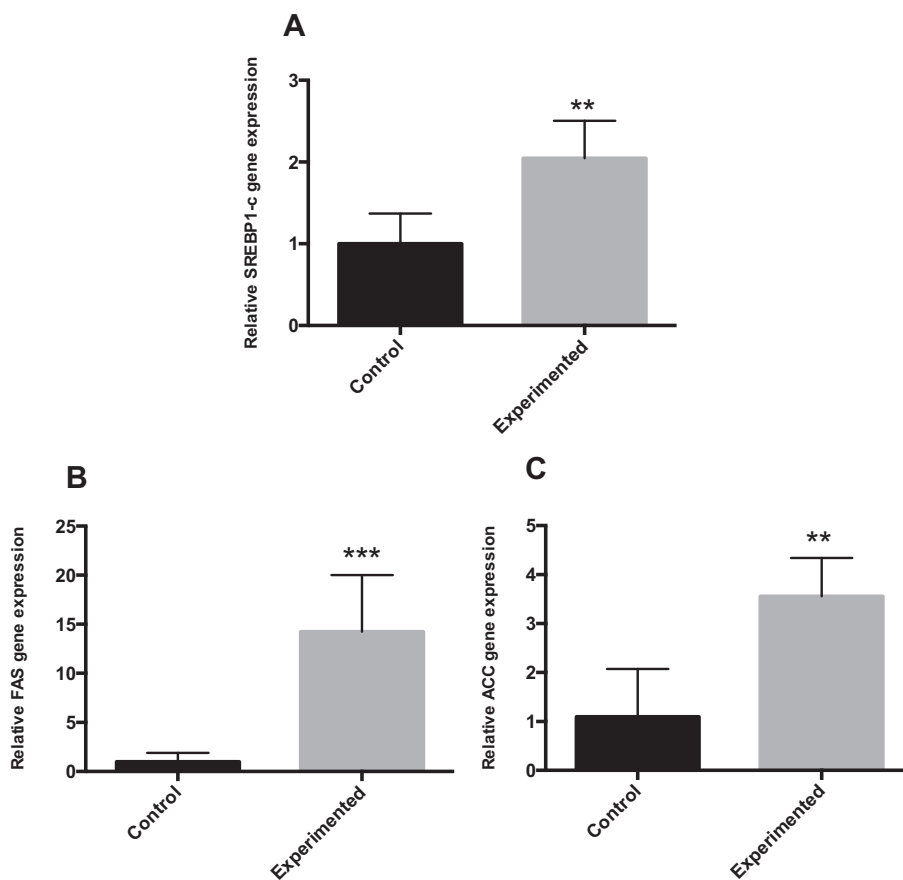 A
Relative SREBP1-c gene expression
3
2
1
0
**
Control
Experimented
B
Relative FAS gene expression
25
20
15
10
5
0
***
Control
Experimented
C
Relative ACC gene expression
5
4
3
2
1
0
**
Control
Experimented